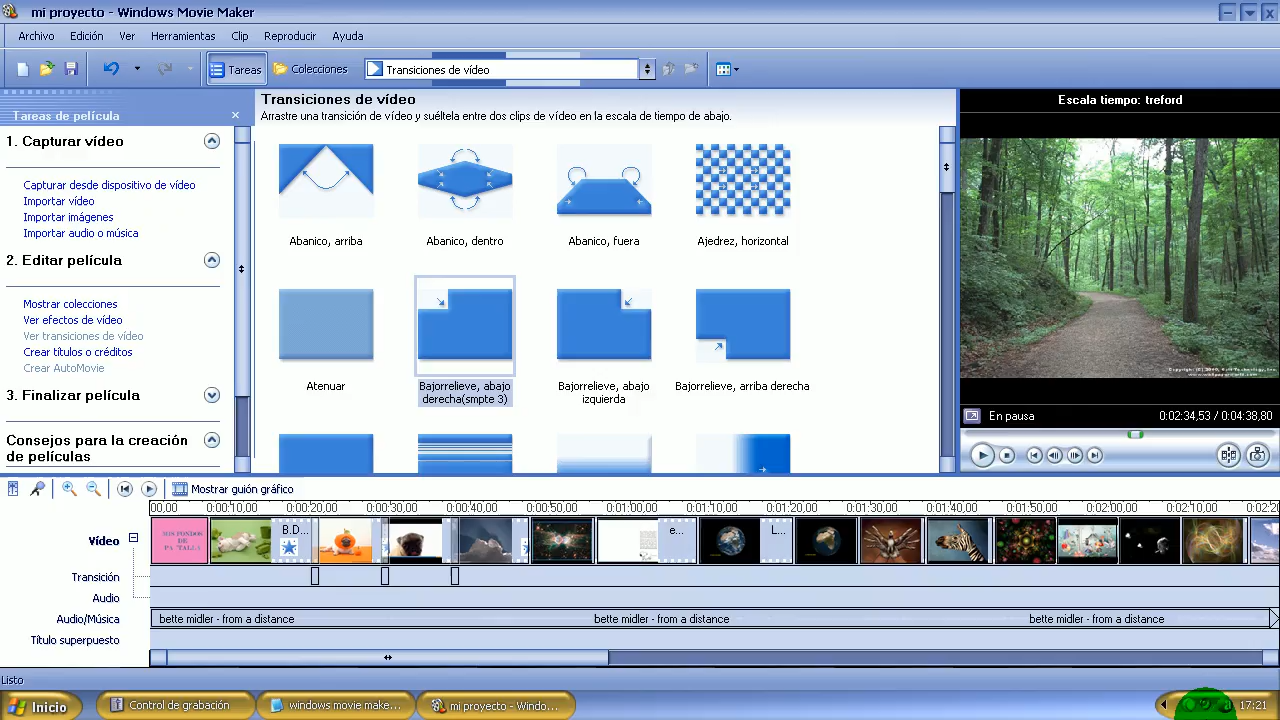 mi proyecto - Windows Movie Maker
Archivo Edición Ver Herramientas Clip Reproducir Ayuda
Tareas Colecciones Transiciones de vídeo
Tareas de película
1. Capturar vídeo
Capturar desde dispositivo de vídeo
Importar vídeo
Importar imágenes
Importar audio o música
2. Editar película
Mostrar colecciones
Ver efectos de vídeo
Ver transiciones de vídeo
Crear títulos o créditos
Crear AutoMovie
3. Finalizar película
Consejos para la creación
de películas
Transiciones de vídeo
Arrastre una transición de vídeo y suéltela entre dos clips de vídeo en la escala de tiempo de abajo.
Abanico, arriba
Abanico, dentro
Abanico, fuera
Ajedrez, horizontal
Atenuar
Bajorrelieve, abajo
derecha(smpte 3)
Bajorrelieve, abajo
izquierda
Bajorrelieve, arriba derecha
Escala tiempo: treford
En pausa 0:02:34,53 / 0:04:38,80
Mostrar guión gráfico
00,00 0:00:10,00 0:00:20,00 0:00:30,00 0:00:40,00 0:00:50,00 0:01:00,00 0:01:10,00 0:01:20,00 0:01:30,00 0:01:40,00 0:01:50,00 0:02:00,00 0:02:10,00 0:02:20
Vídeo
MIS FONDOS
DE
PANTALLA
B.D... e... L...
Transición
Audio
Audio/Música bette midler - from a distance bette midler - from a distance bette midler - from a distance
Título superpuesto
Listo
Inicio Control de grabación windows movie make... mi proyecto - Windo... 17:21